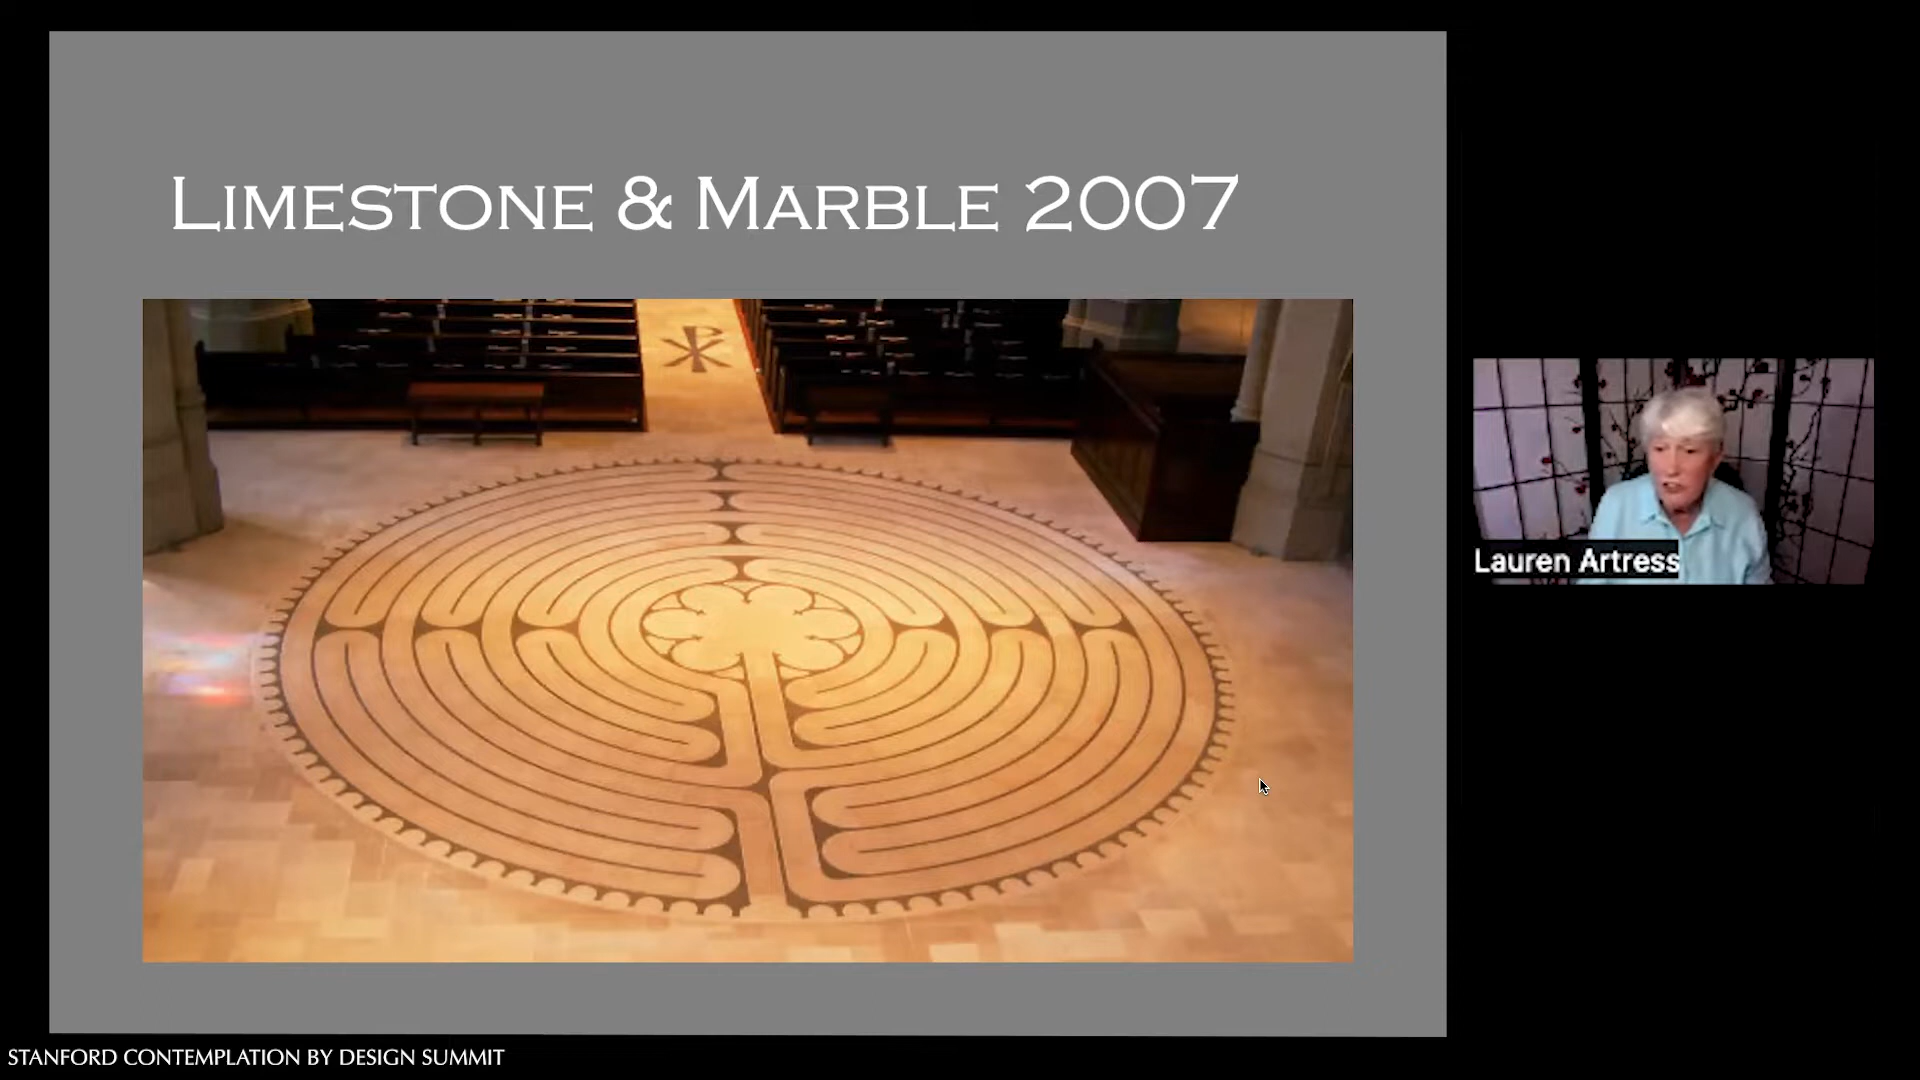 LIMESTONE & MARBLE 2007
Lauren Artress
STANFORD CONTEMPLATION BY DESIGN SUMMIT